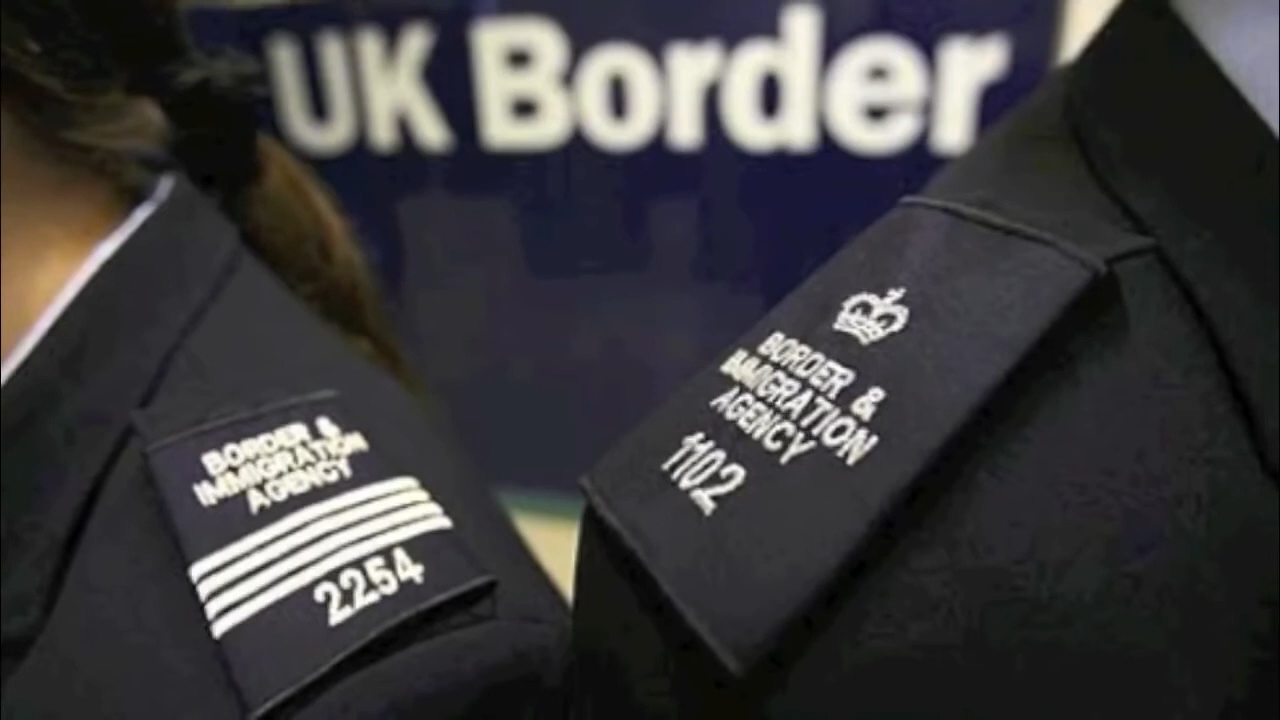 UK Border
BORDER &
IMMIGRATION
AGENCY
2254
BORDER &
IMMIGRATION
AGENCY
1102